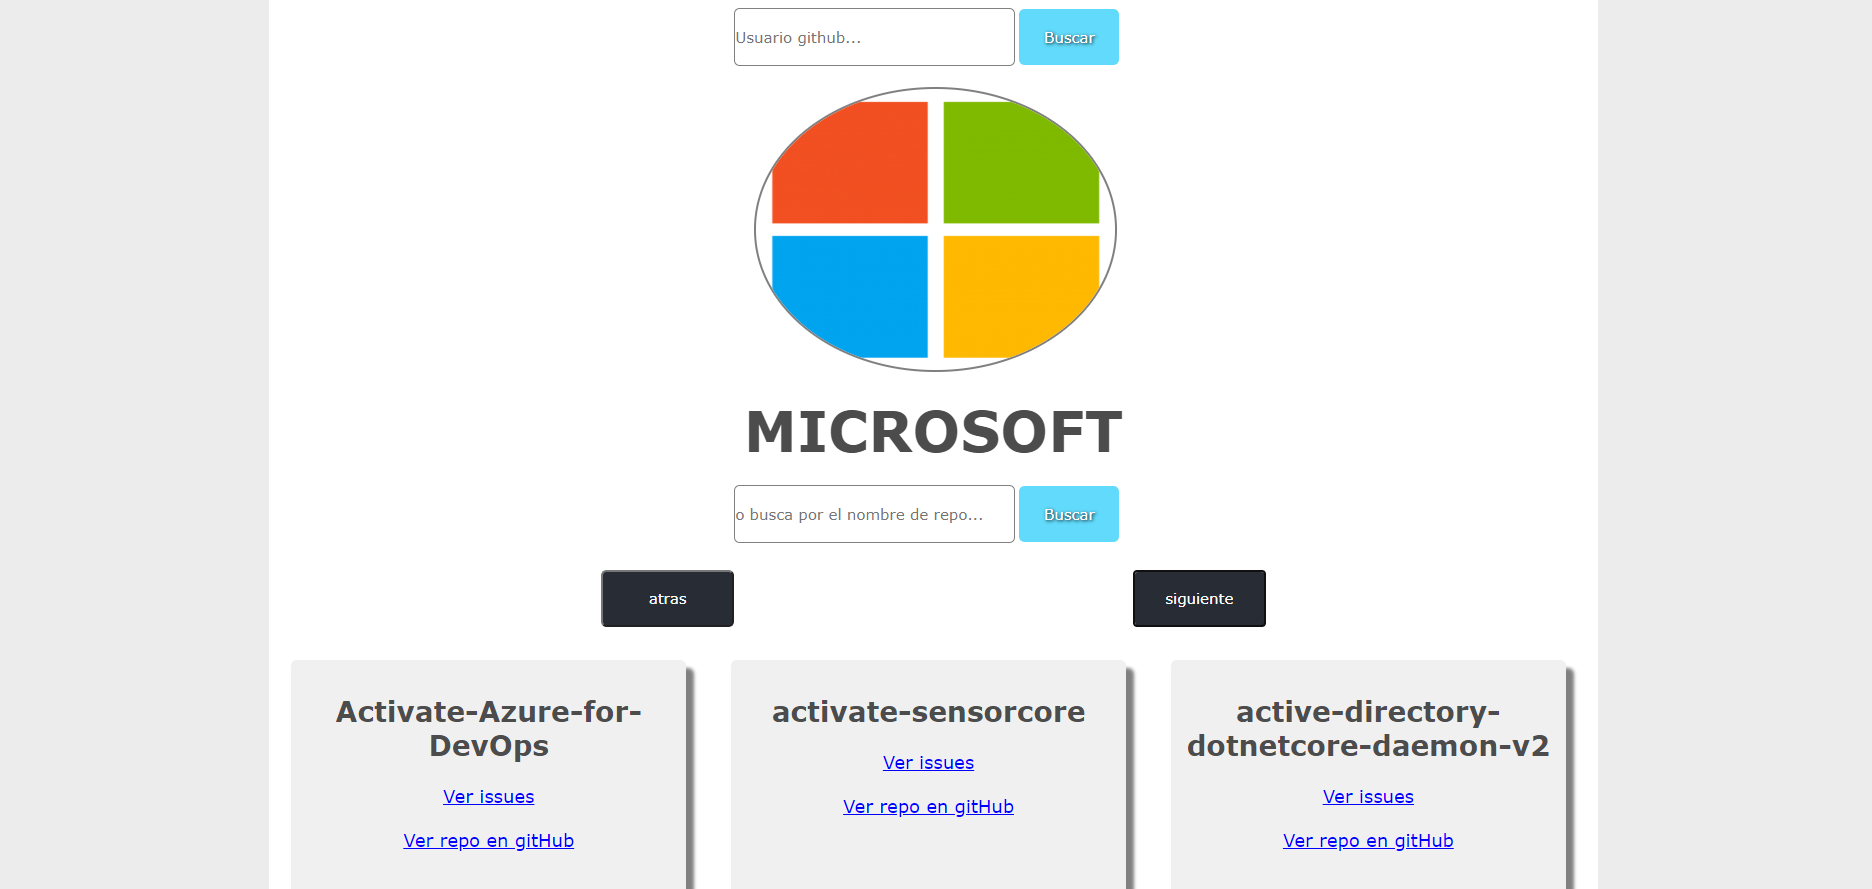 Usuario github...
Buscar
MICROSOFT
o busca por el nombre de repo...
Buscar
atras
siguiente
Activate-Azure-for-
DevOps
Ver issues
Ver repo en gitHub
activate-sensorcore
Ver issues
Ver repo en gitHub
active-directory-
dotnetcore-daemon-v2
Ver issues
Ver repo en gitHub